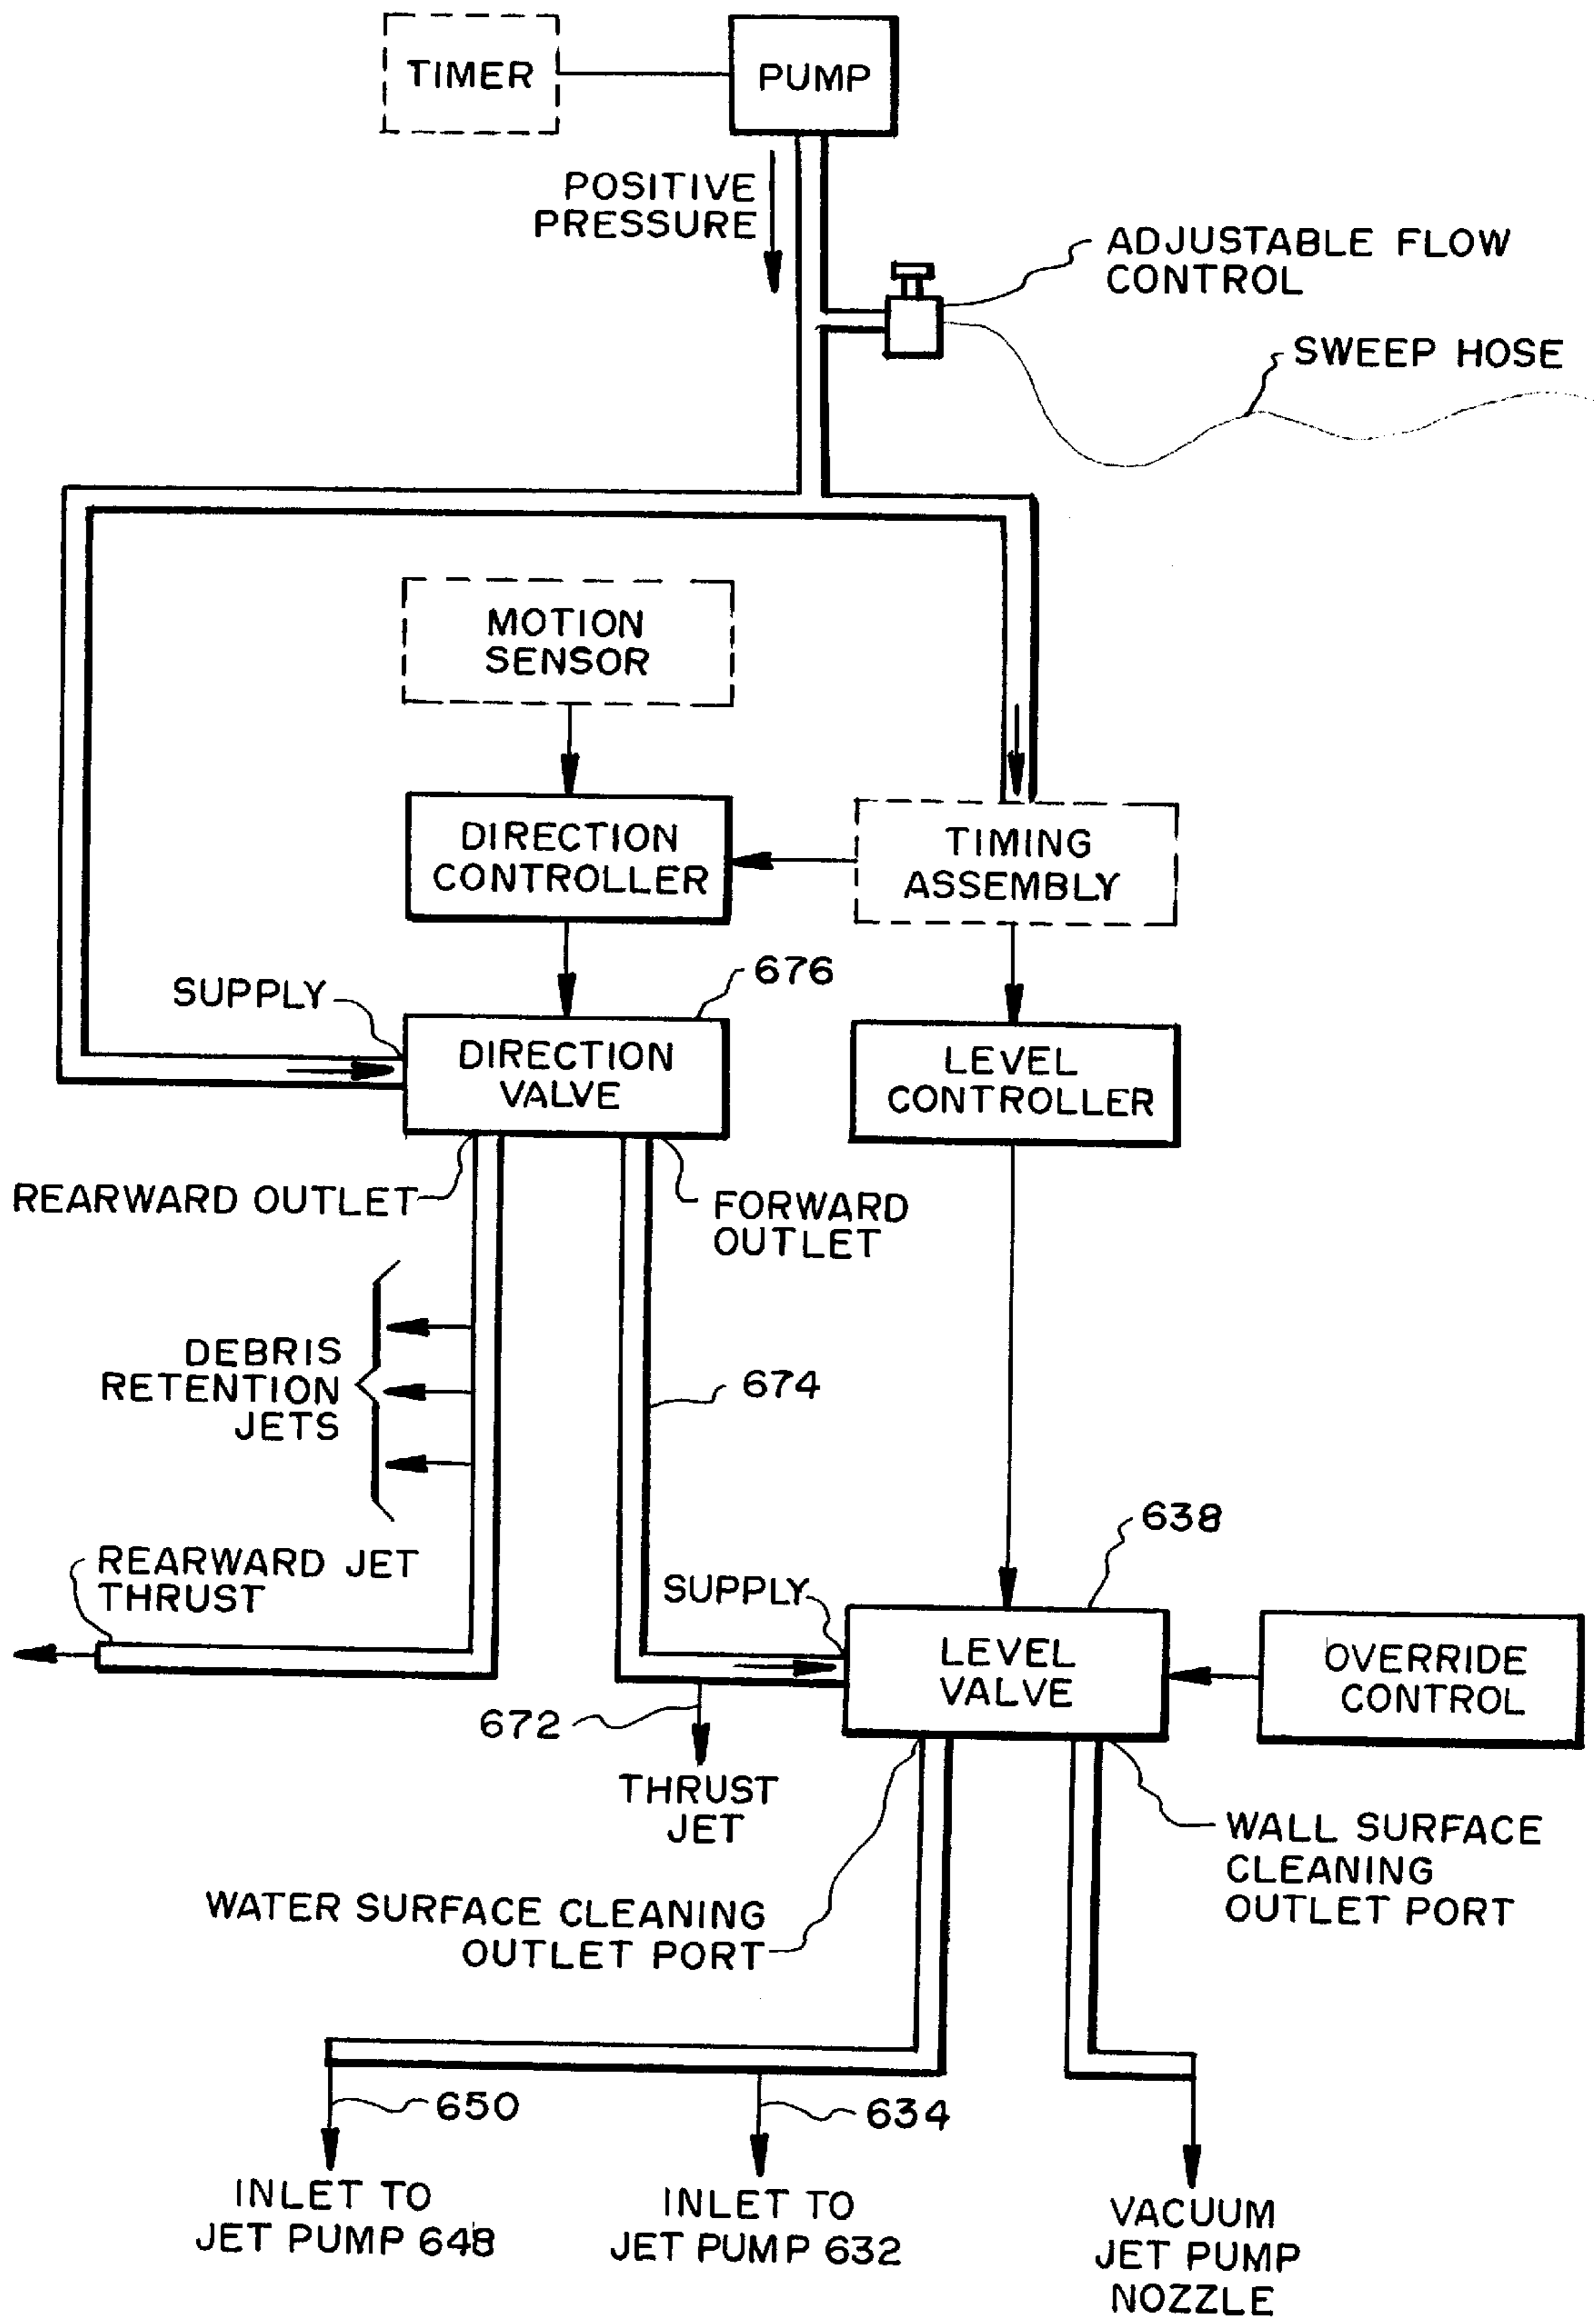 TIMER
PUMP
POSITIVE
PRESSURE
ADJUSTABLE FLOW
CONTROL
SWEEP HOSE
MOTION
SENSOR
DIRECTION
CONTROLLER
TIMING
ASSEMBLY
676
SUPPLY
DIRECTION
VALVE
LEVEL
CONTROLLER
REARWARD OUTLET
FORWARD
OUTLET
DEBRIS
RETENTION
JETS
674
638
REARWARD JET
THRUST
SUPPLY
LEVEL
VALVE
OVERRIDE
CONTROL
672
THRUST
JET
WALL SURFACE
CLEANING
OUTLET PORT
WATER SURFACE CLEANING
OUTLET PORT
650
634
INLET TO
JET PUMP 648
INLET TO
JET PUMP 632
VACUUM
JET PUMP
NOZZLE